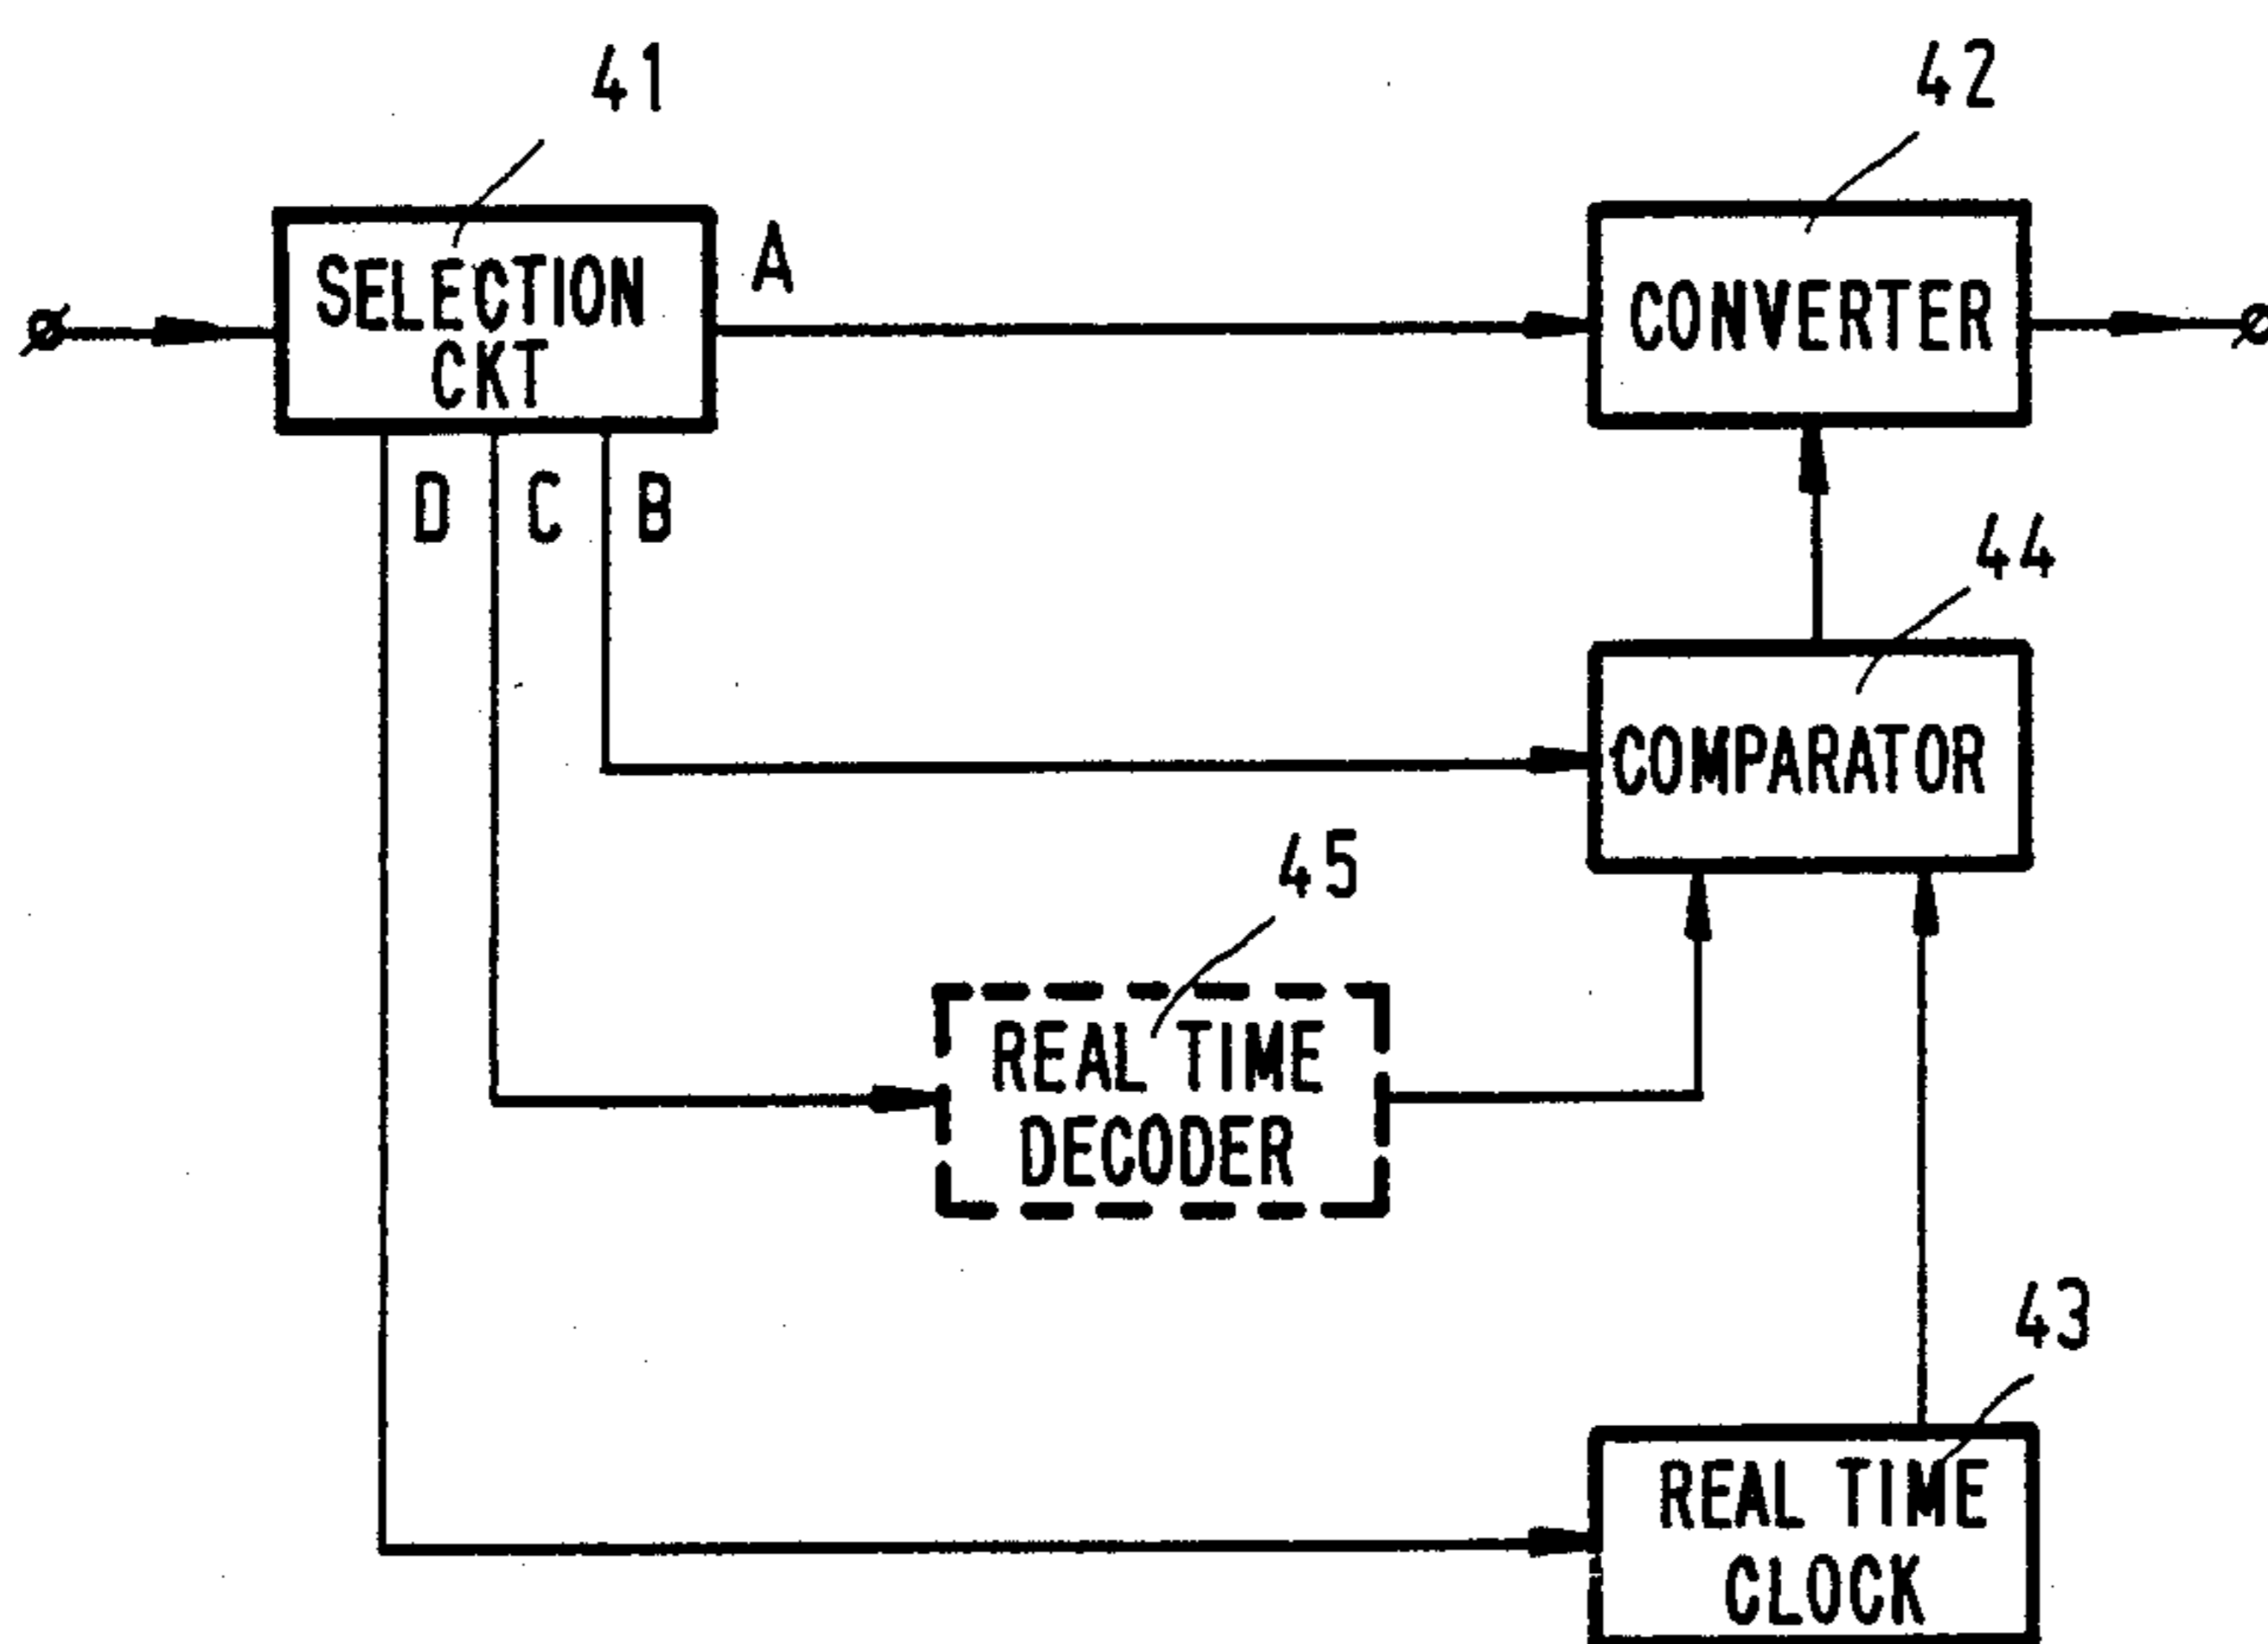 41
42
SELECTION
CKT
A
CONVERTER
D C B
44
COMPARATOR
45
REAL TIME
DECODER
43
REAL TIME
CLOCK